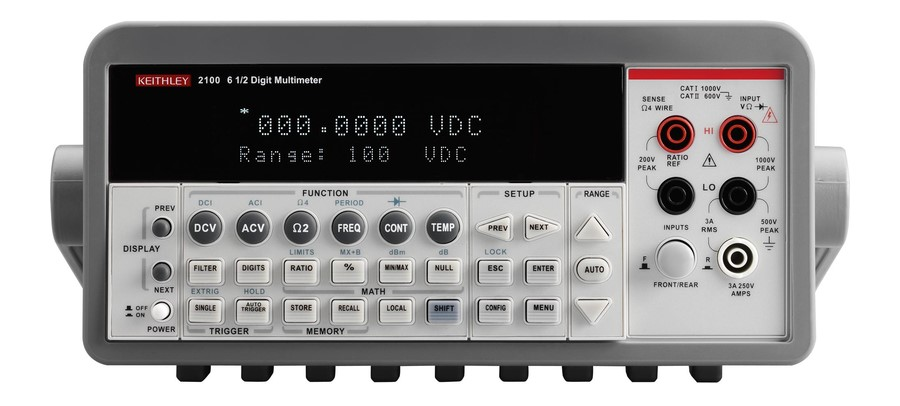 KEITHLEY 2100 6 1/2 Digit Multimeter
*000.0000 VDC
Range: 100 VDC
PREV
DISPLAY
NEXT
OFF
ON
POWER
FUNCTION
DCI ACI Ω4 PERIOD
DCV ACV Ω2 FREQ CONT TEMP
LIMITS MX+B dBm dB
FILTER DIGITS RATIO % MIN/MAX NULL
EXTRIG HOLD MATH
SINGLE AUTO TRIGGER STORE RECALL LOCAL SHIFT
TRIGGER MEMORY
SETUP
PREV NEXT
LOCK
ESC ENTER
CONFIG MENU
RANGE
AUTO
CAT I 1000V
CAT II 600V
SENSE
Ω4 WIRE
INPUT
VΩ
HI
200V
PEAK
RATIO
REF
1000V
PEAK
LO
INPUTS
3A
RMS
500V
PEAK
F
R
FRONT/REAR
3A 250V
AMPS